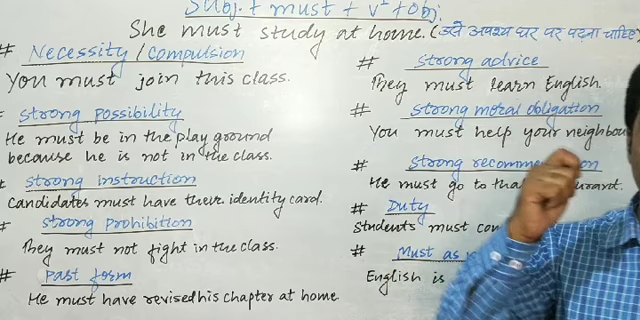 Subj. + must + v¹ + obj.
She must study at home. (उसे अवश्य घर पर पढ़ना चाहिए)
# Necessity / Compulsion
You must join this class.
# Strong possibility
He must be in the play ground
because he is not in the class.
# strong instruction
Candidates must have their identity card.
# strong prohibition
They must not fight in the class.
# Past form
He must have revised his chapter at home.
# Strong advice
They must learn English.
# Strong moral obligation
You must help your
# Strong
He must go to
# Duty
Students must
# Must as
English is